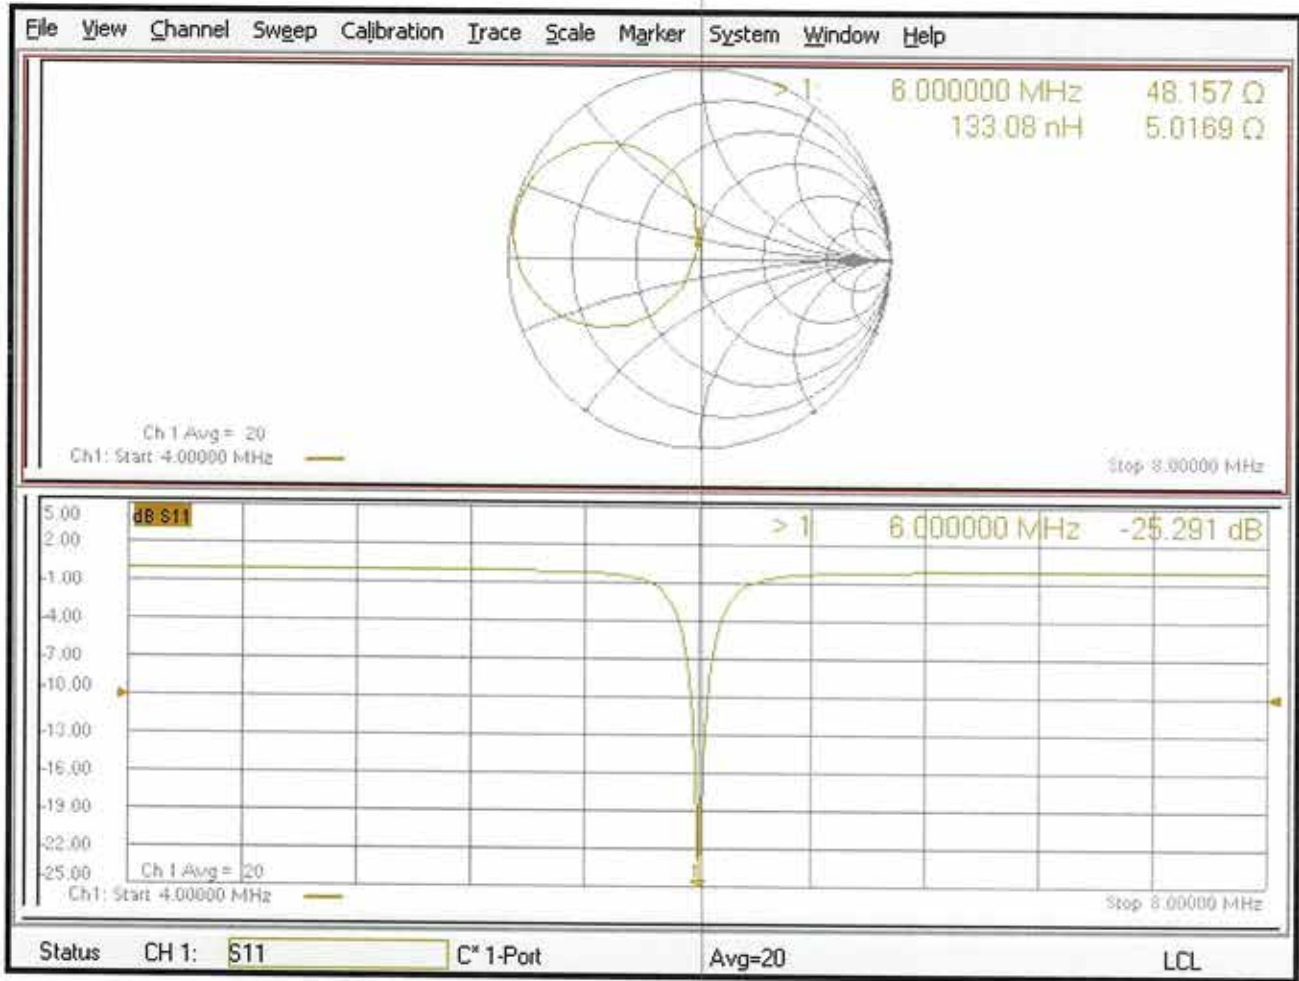 File View Channel Sweep Calibration Trace Scale Marker System Window Help
> 1: 6.000000 MHz 48.157 Ω
133.08 nH 5.0169 Ω
Ch 1 Avg = 20
Ch1: Start 4.00000 MHz
Stop 8.00000 MHz
5.00
dB S11
> 1: 6.000000 MHz -25.291 dB
2.00
-1.00
-4.00
-7.00
-10.00
-13.00
-16.00
-19.00
-22.00
-25.00
Ch 1 Avg = 20
Ch1: Start 4.00000 MHz
Stop 8.00000 MHz
Status CH 1: S11 C* 1-Port Avg=20 LCL